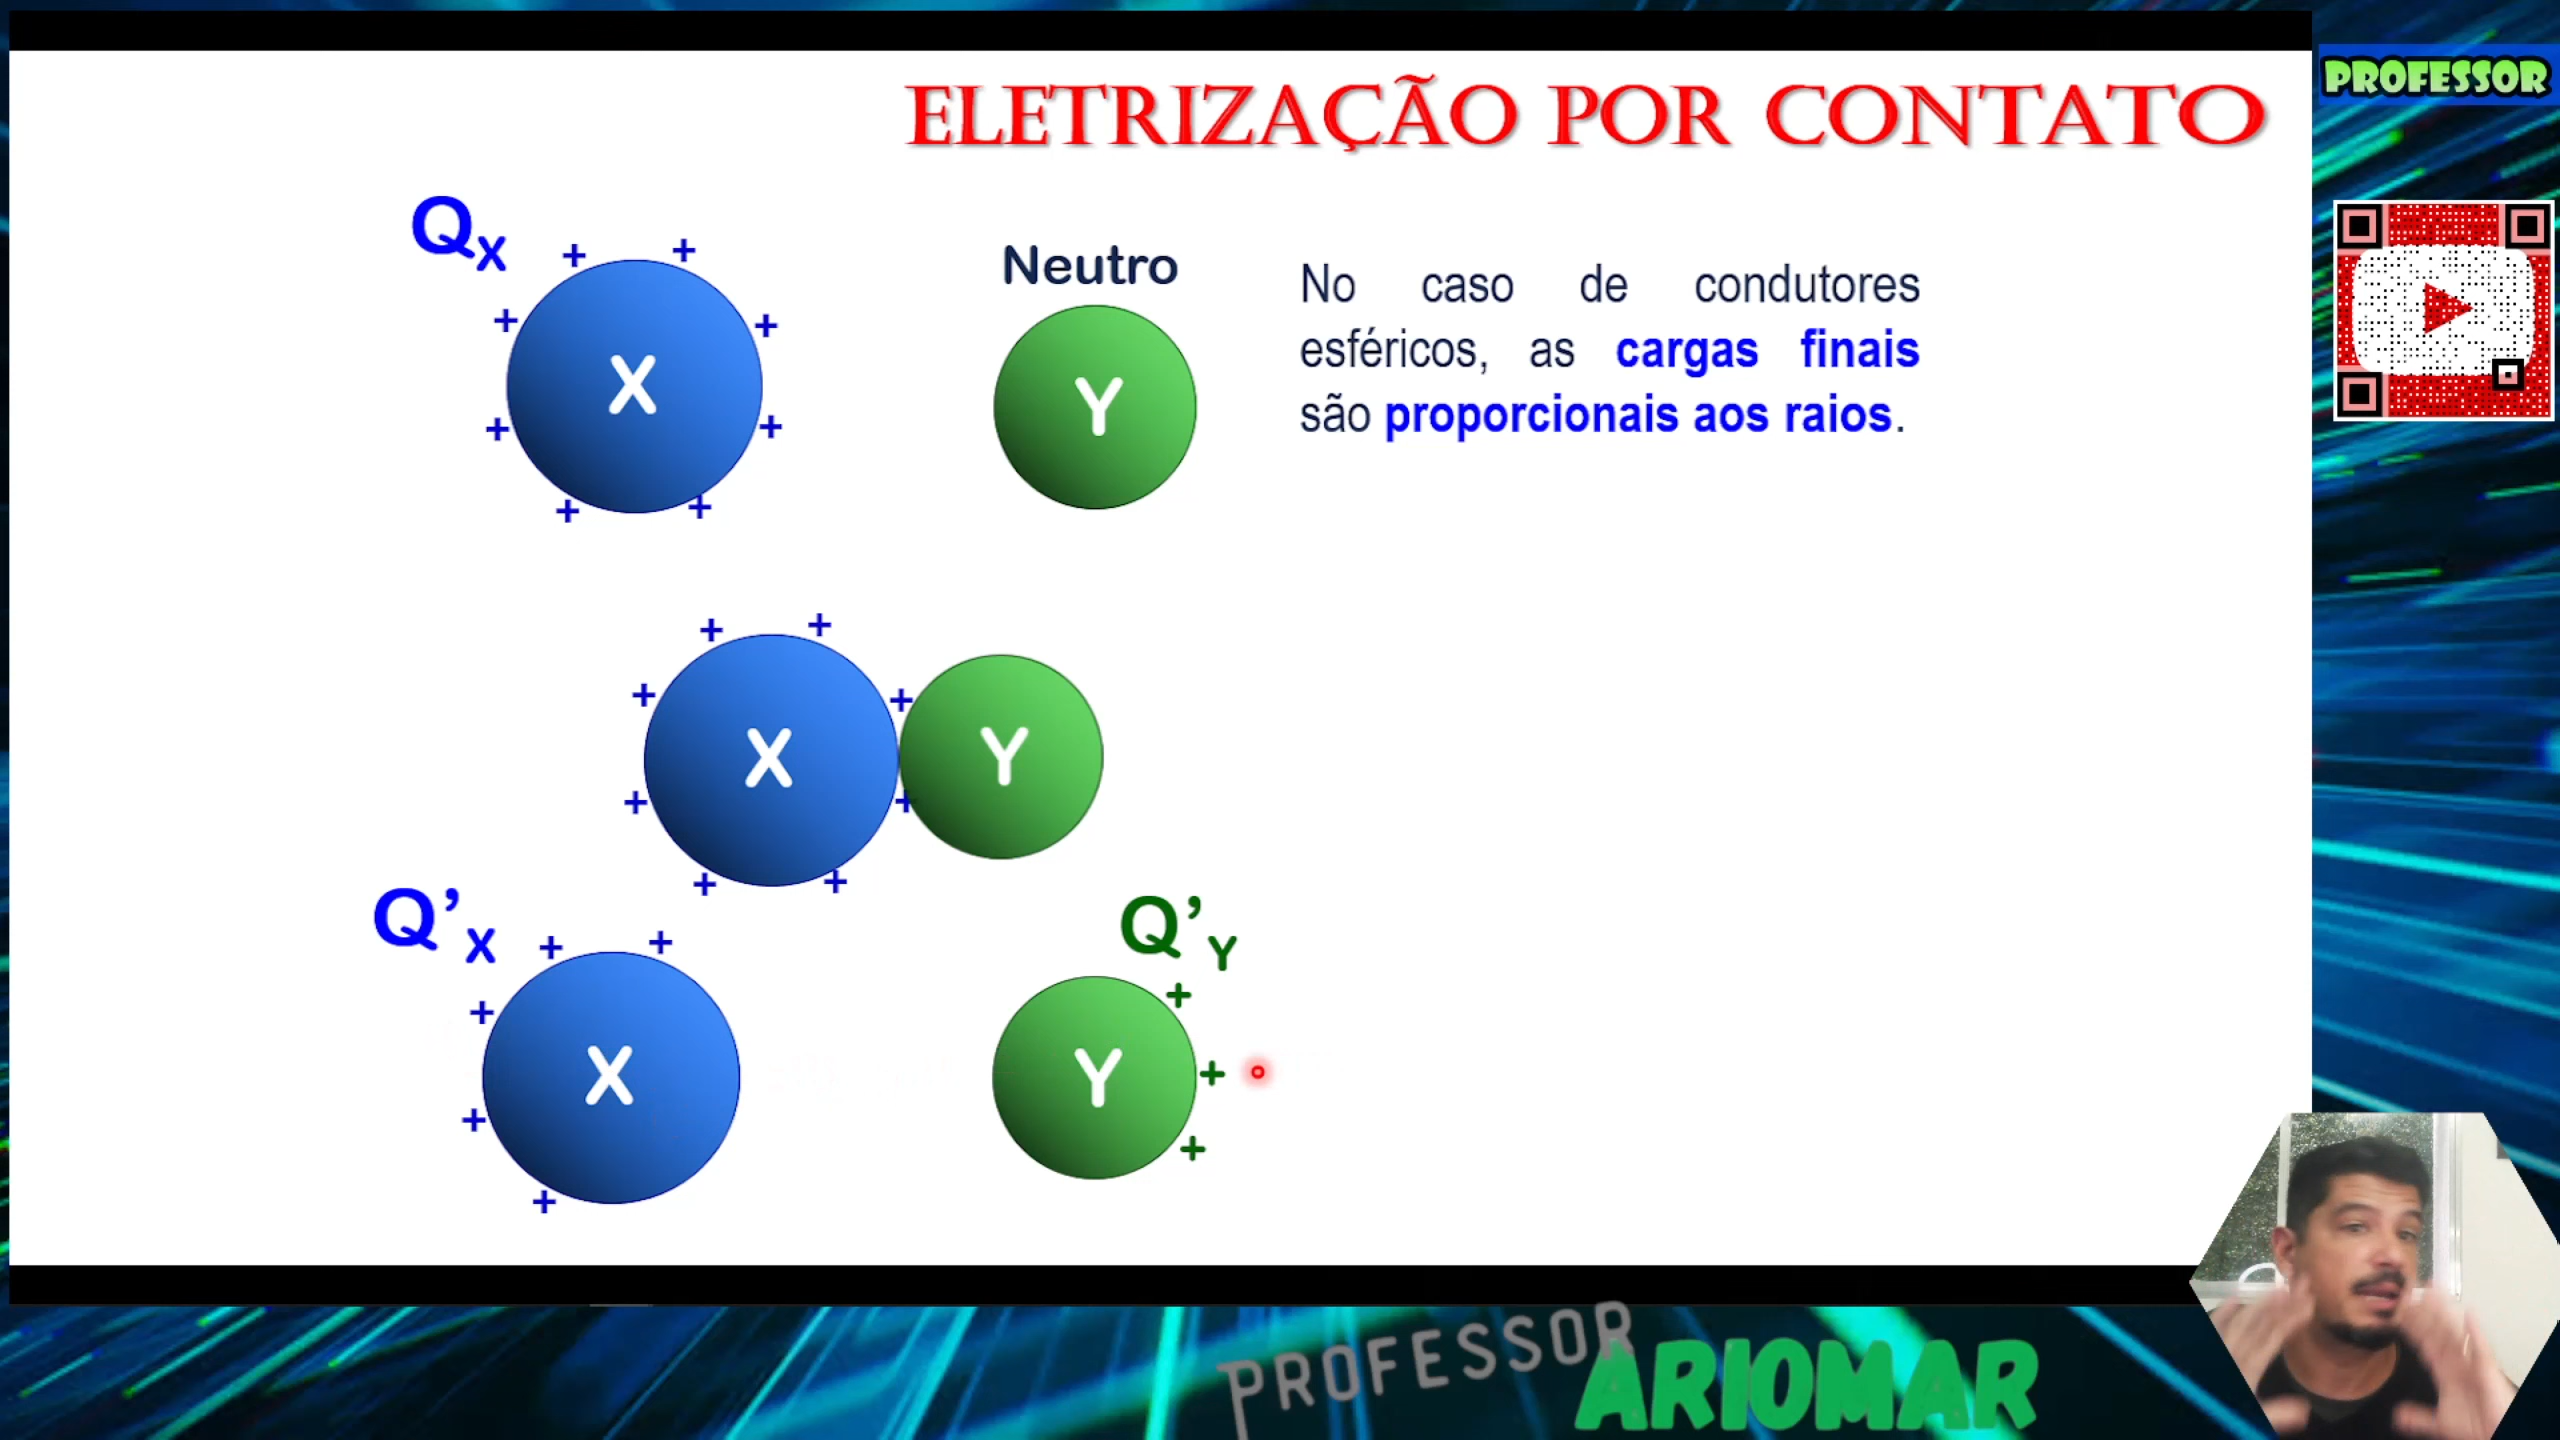 PROFESSOR
ELETRIZAÇÃO POR CONTATO
Qx
+ +
+ +
+ +
+ +
X
Neutro
Y
No caso de condutores
esféricos, as cargas finais
são proporcionais aos raios.
+ +
+ +
+ +
+ +
X
Y
Q’x
+ +
+
+
+
X
Q’Y
+
+
+
Y
PROFESSOR
ARIOMAR